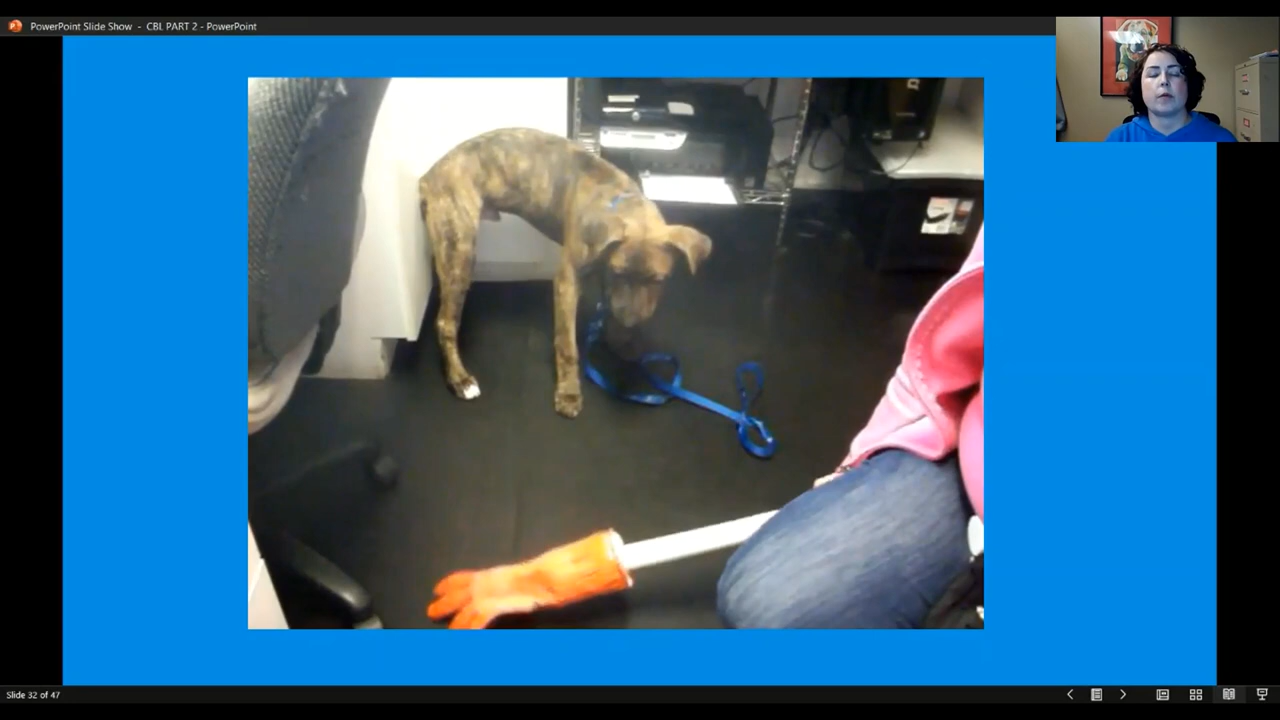 PowerPoint Slide Show - CBL PART 2 - PowerPoint
Slide 32 of 47